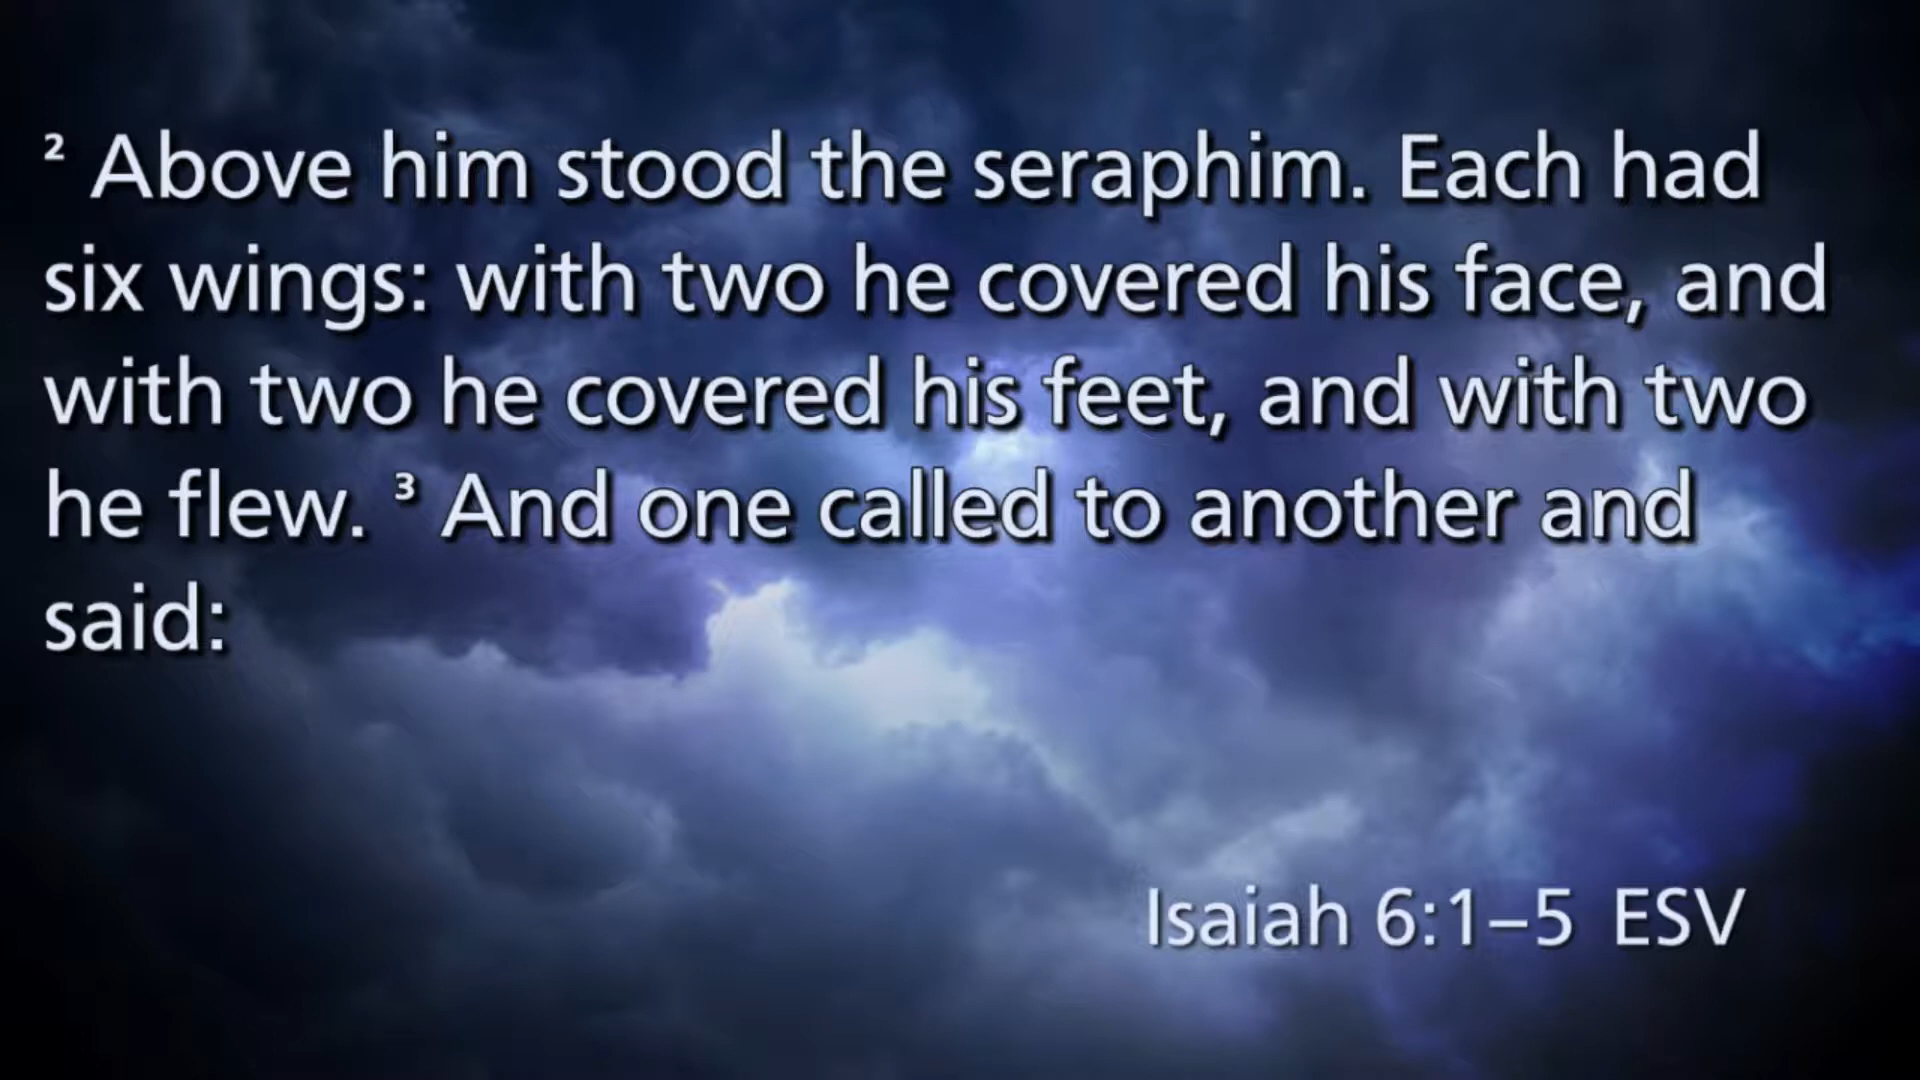 ² Above him stood the seraphim. Each had
six wings: with two he covered his face, and
with two he covered his feet, and with two
he flew. ³ And one called to another and
said:
Isaiah 6:1–5 ESV